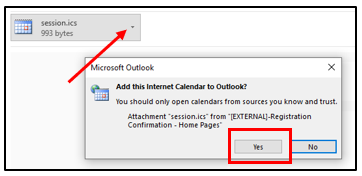 session.ics
993 bytes
Microsoft Outlook
Add this Internet Calendar to Outlook?
You should only open calendars from sources you know and trust.
Attachment "session.ics" from "[EXTERNAL]-Registration
Confirmation - Home Pages"
Yes
No